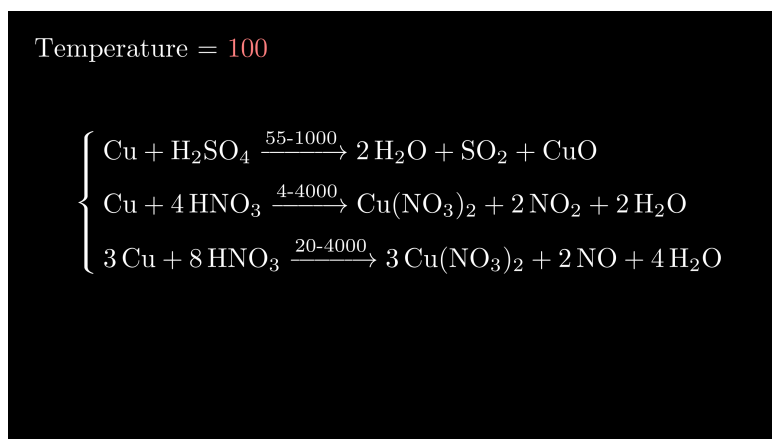 Temperature = 100
Cu + H₂SO₄ —55-1000→ 2 H₂O + SO₂ + CuO
Cu + 4 HNO₃ —4-4000→ Cu(NO₃)₂ + 2 NO₂ + 2 H₂O
3 Cu + 8 HNO₃ —20-4000→ 3 Cu(NO₃)₂ + 2 NO + 4 H₂O